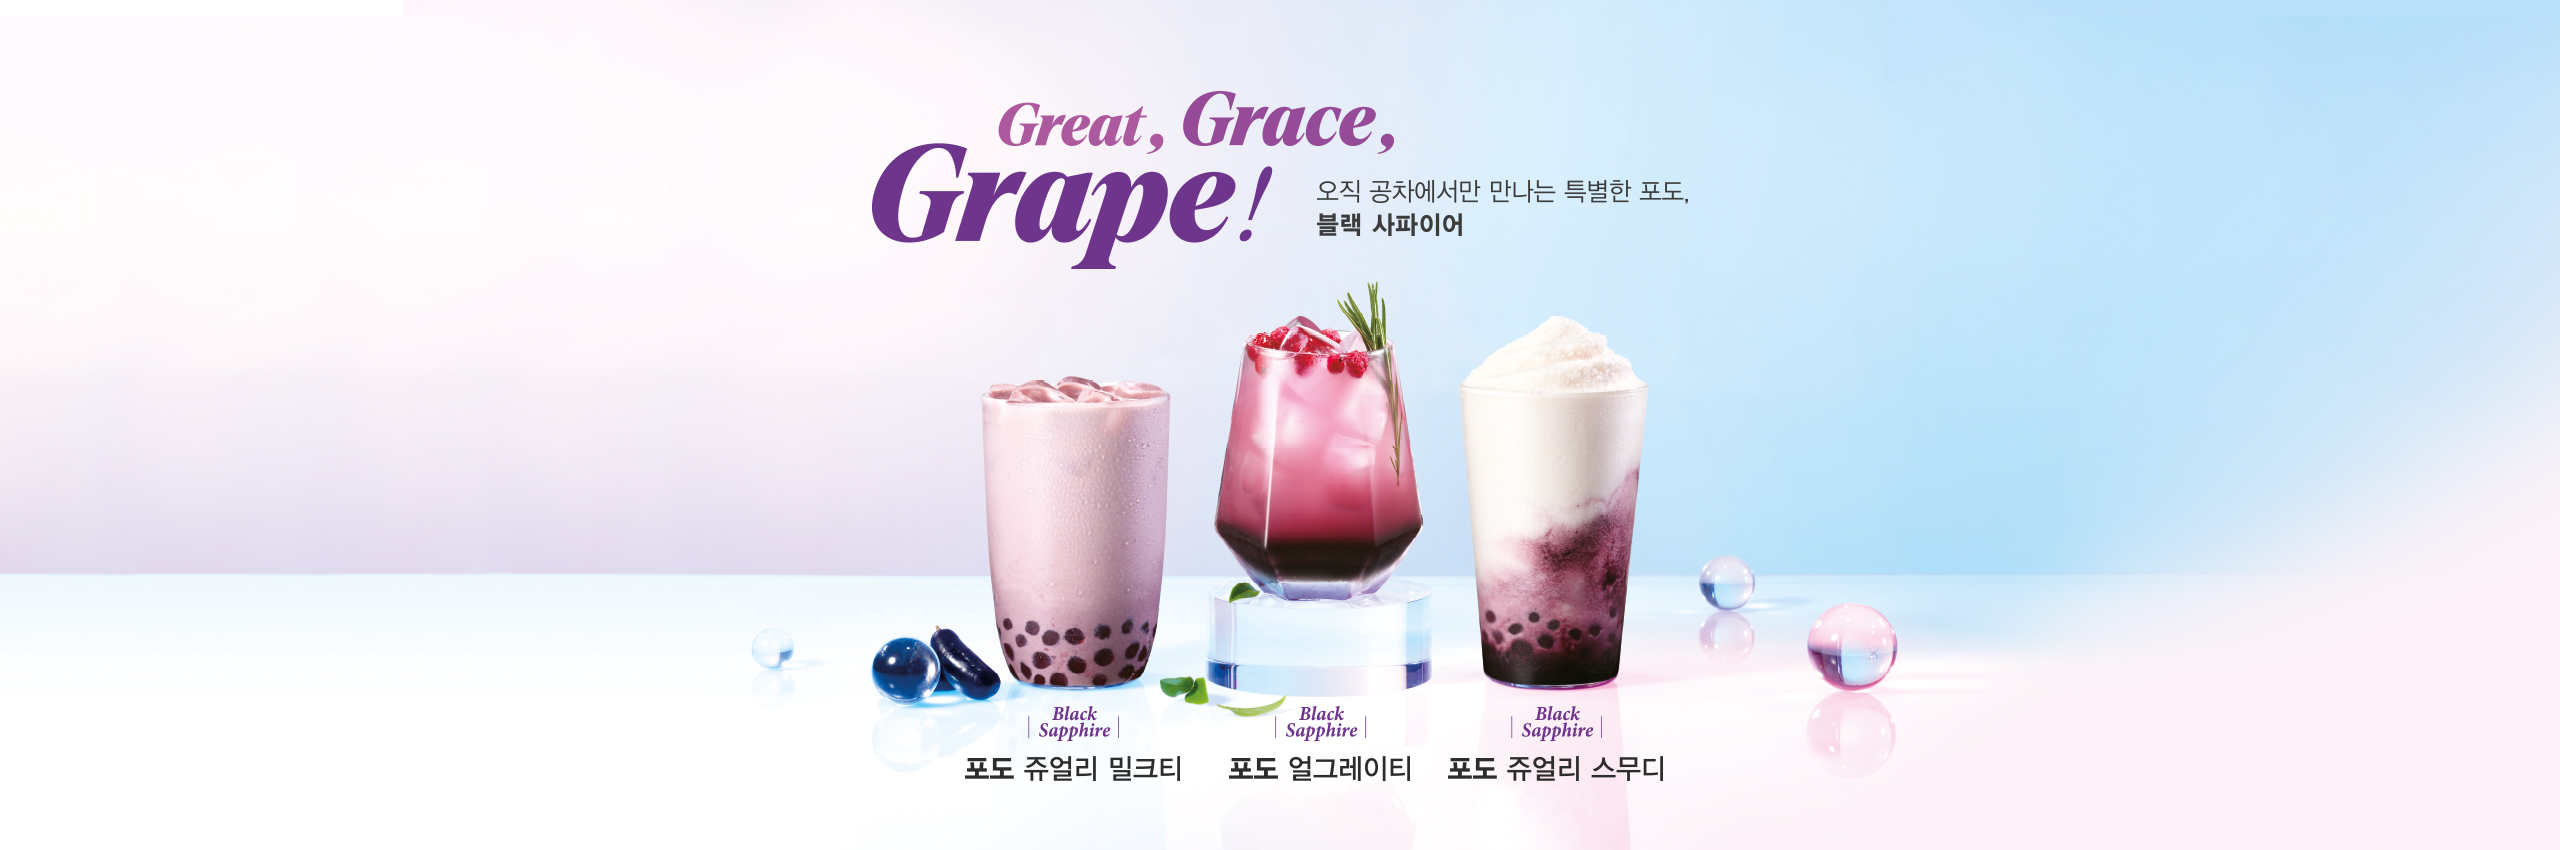 Great, Grace,
Grape!
오직 공차에서만 만나는 특별한 포도,
블랙 사파이어
Black
Sapphire
포도 쥬얼리 밀크티
Black
Sapphire
포도 얼그레이티
Black
Sapphire
포도 쥬얼리 스무디